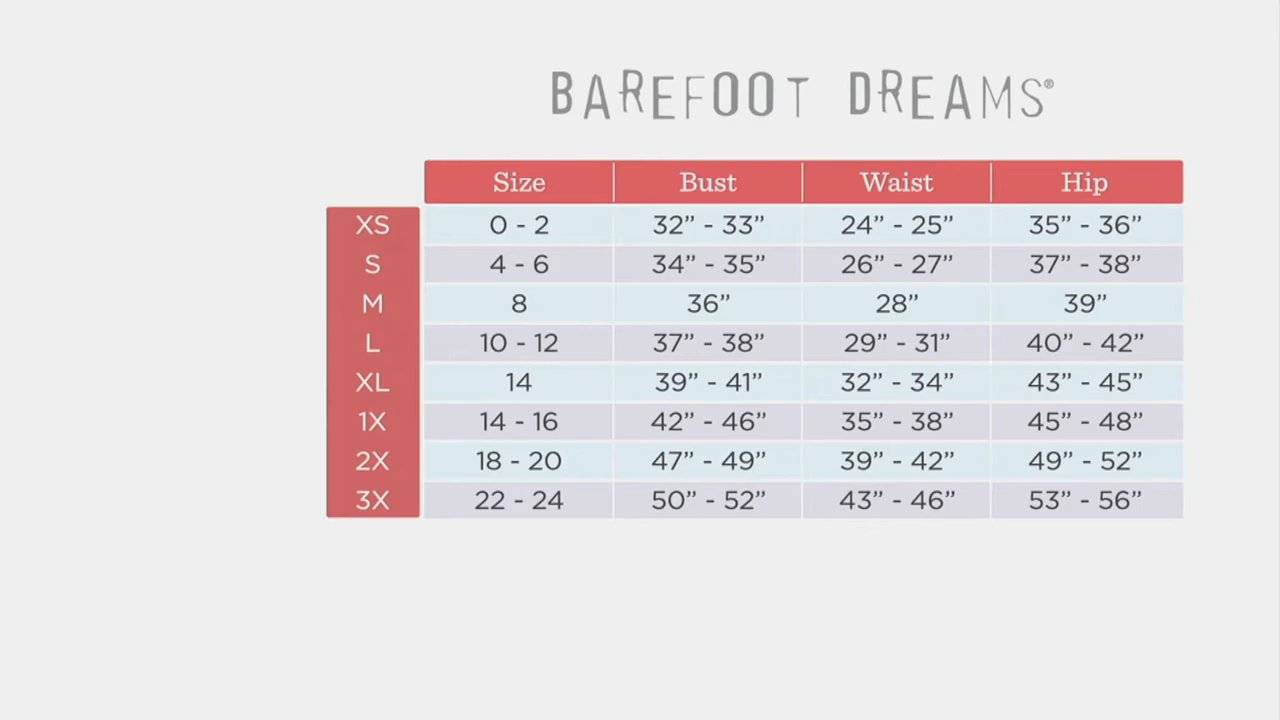 BAREFOOT DREAMS®
Size Bust Waist Hip
XS 0 - 2 32” - 33” 24” - 25” 35” - 36”
S 4 - 6 34” - 35” 26” - 27” 37” - 38”
M 8 36” 28” 39”
L 10 - 12 37” - 38” 29” - 31” 40” - 42”
XL 14 39” - 41” 32” - 34” 43” - 45”
1X 14 - 16 42” - 46” 35” - 38” 45” - 48”
2X 18 - 20 47” - 49” 39” - 42” 49” - 52”
3X 22 - 24 50” - 52” 43” - 46” 53” - 56”